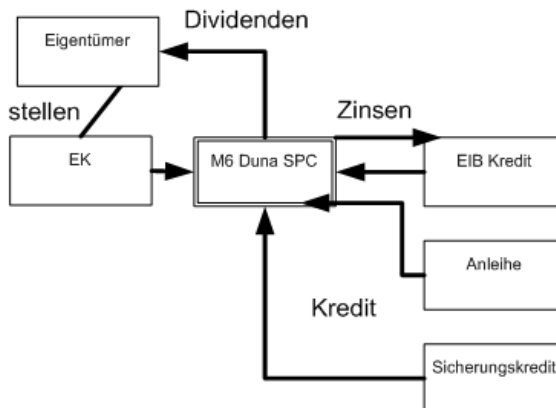 Dividenden
Eigentümer
stellen
Zinsen
EK
M6 Duna SPC
EIB Kredit
Anleihe
Kredit
Sicherungskredit